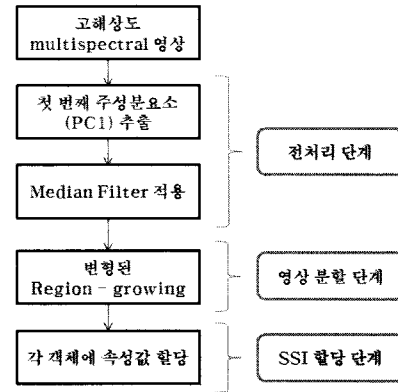 고해상도
multispectral 영상
첫 번째 주성분요소
(PC1) 추출
전처리 단계
Median Filter 적용
변형된
Region - growing
영상 분할 단계
각 객체에 속성값 할당
SSI 할당 단계